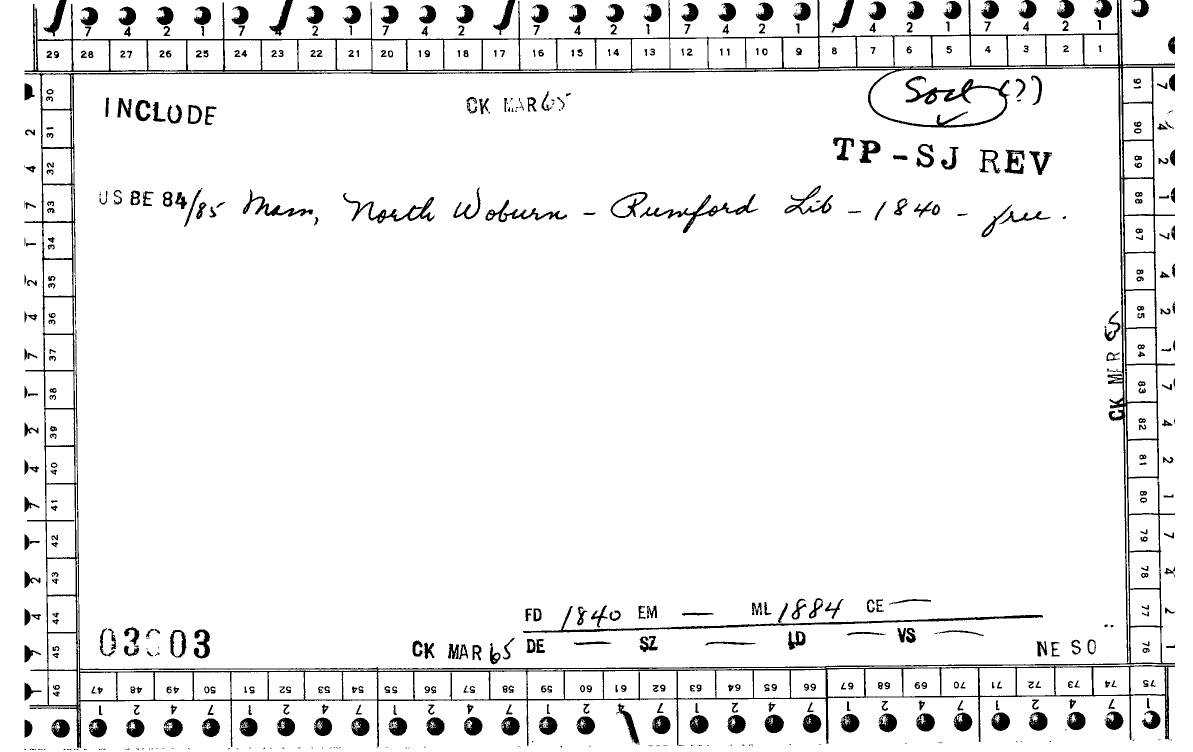 7 4 2 1 7 4 2 1 7 4 2 1 7 4 2 1 7 4 2 1 7 4 2 1 7
29 28 27 26 25 24 23 22 21 20 19 18 17 16 15 14 13 12 11 10 9 8 7 6 5 4 3 2 1
INCLUDE CK MAR 65 Socl (?)
TP-SJ REV
US BE 84/85 Mass, North Woburn - Rumford Lib - 1840 - free.
30 31 32 33 34 35 36 37 38 39 40 41 42 43 44 45 46
91 90 89 88 87 86 85 84 83 82 81 80 79 78 77 76
CK MAR 65
FD 1840 EM — ML 1884 CE —
03603 CK MAR 65 DE — SZ — LD — VS — NE SO
47 48 49 50 51 52 53 54 55 56 57 58 59 60 61 62 63 64 65 66 67 68 69 70 71 72 73 74 75
1 2 4 7 1 2 4 7 1 2 4 7 1 2 4 7 1 2 4 7 1 2 4 7 1 2 4 7 1